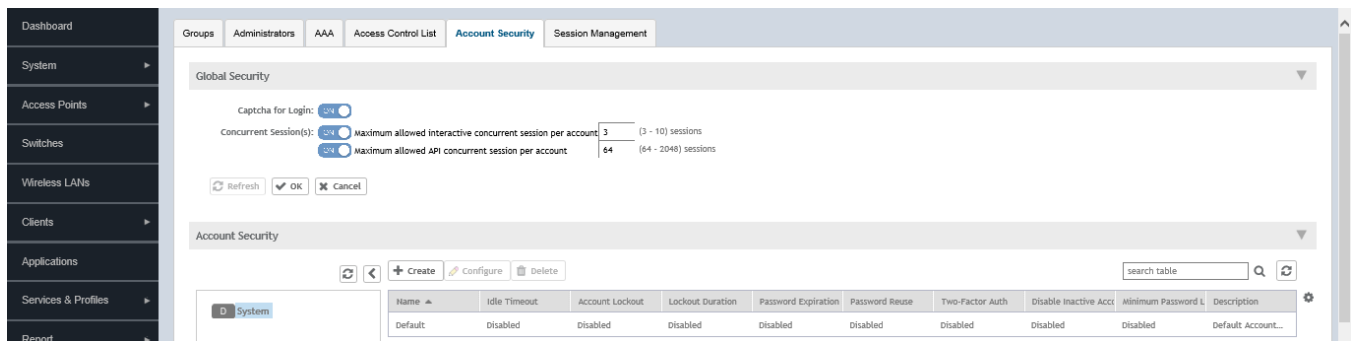 Dashboard
System
Access Points
Switches
Wireless LANs
Clients
Applications
Services & Profiles
Report
Groups Administrators AAA Access Control List Account Security Session Management
Global Security
Captcha for Login: ON
Concurrent Session(s): ON Maximum allowed interactive concurrent session per account 3 (3 - 10) sessions
ON Maximum allowed API concurrent session per account 64 (64 - 2048) sessions
Refresh OK Cancel
Account Security
Create Configure Delete search table
D System
Name Idle Timeout Account Lockout Lockout Duration Password Expiration Password Reuse Two-Factor Auth Disable Inactive Acco Minimum Password L Description
Default Disabled Disabled Disabled Disabled Disabled Disabled Disabled Disabled Default Account...